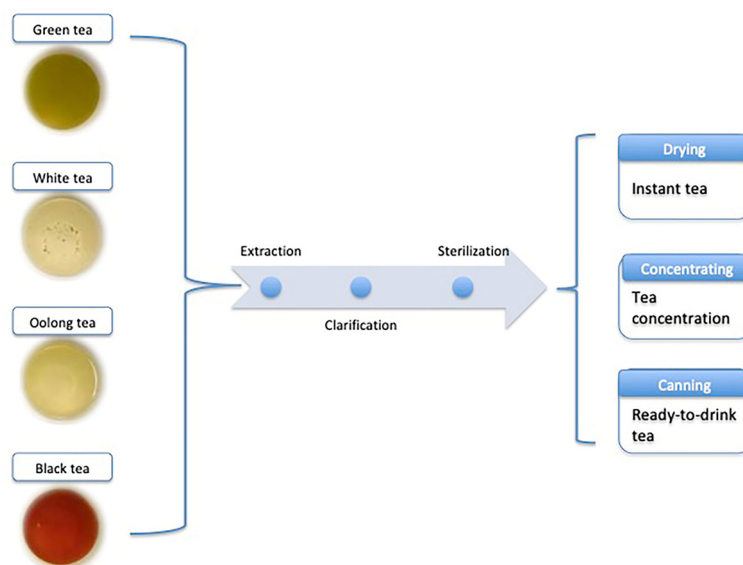 Green tea
White tea
Oolong tea
Black tea
Extraction
Clarification
Sterilization
Drying
Instant tea
Concentrating
Tea
concentration
Canning
Ready-to-drink
tea